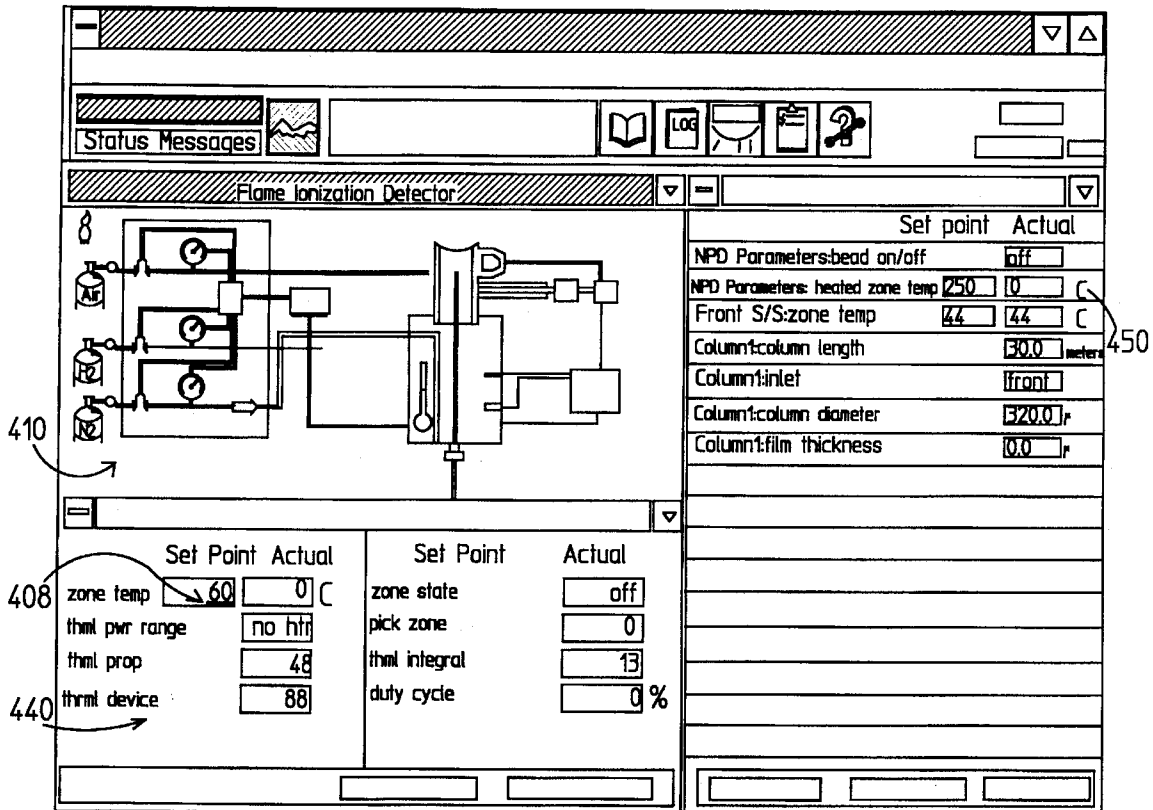 Status Messages
LOG
Flame Ionization Detector
Set point Actual
NPD Parameters:bead on/off off
NPD Parameters: heated zone temp 250 0 C
Front S/S:zone temp 44 44 C
450
Column1:column length 30.0 meters
Column1:inlet front
Column1:column diameter 320.0 r
Column1:film thickness 0.0 r
Air
H2
N2
410
Set Point Actual
408
zone temp 60 0 C
thml pwr range no htr
thml prop 48
thrml device 88
440
Set Point Actual
zone state off
pick zone 0
thml integral 13
duty cycle 0 %